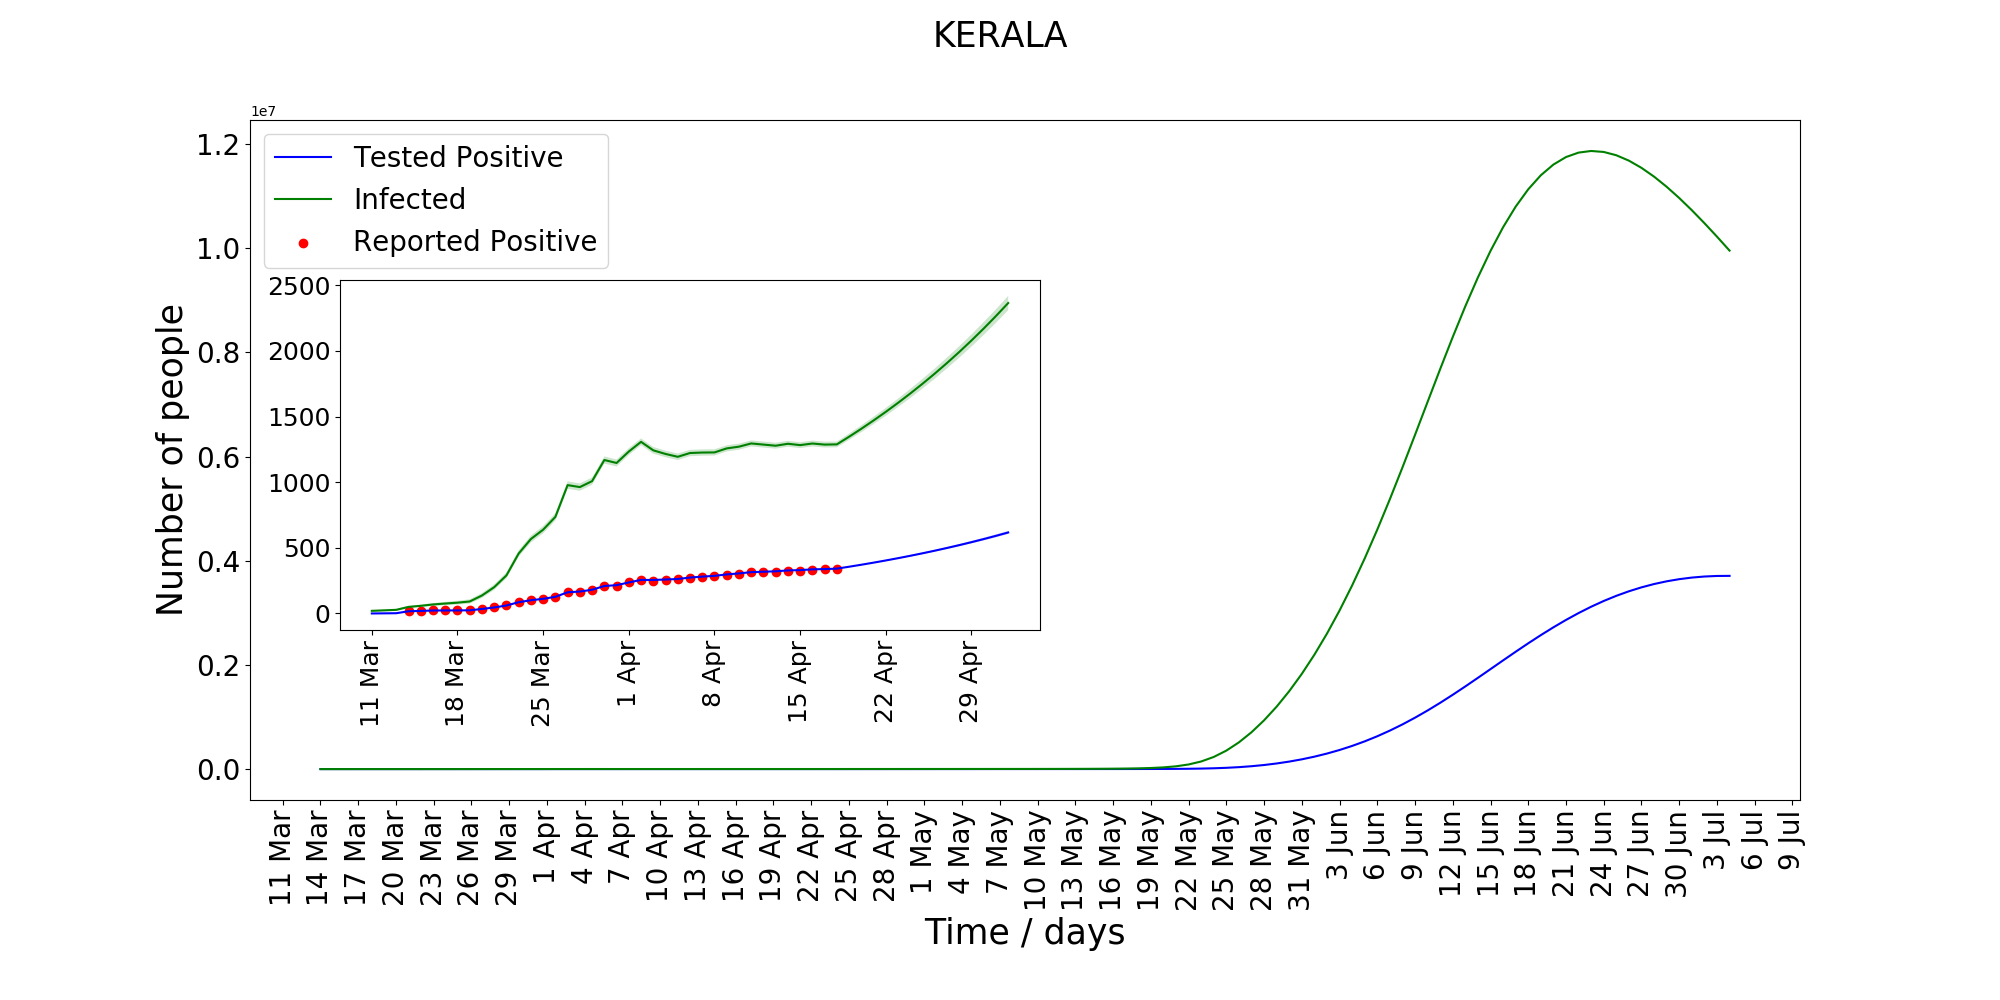 KERALA
1e7
1.2
1.0
0.8
0.6
0.4
0.2
0.0
Number of people
Tested Positive
Infected
Reported Positive
2500
2000
1500
1000
500
0
11 Mar
18 Mar
25 Mar
1 Apr
8 Apr
15 Apr
22 Apr
29 Apr
11 Mar
14 Mar
17 Mar
20 Mar
23 Mar
26 Mar
29 Mar
1 Apr
4 Apr
7 Apr
10 Apr
13 Apr
16 Apr
19 Apr
22 Apr
25 Apr
28 Apr
1 May
4 May
7 May
10 May
13 May
16 May
19 May
22 May
25 May
28 May
31 May
3 Jun
6 Jun
9 Jun
12 Jun
15 Jun
18 Jun
21 Jun
24 Jun
27 Jun
30 Jun
3 Jul
6 Jul
9 Jul
Time / days